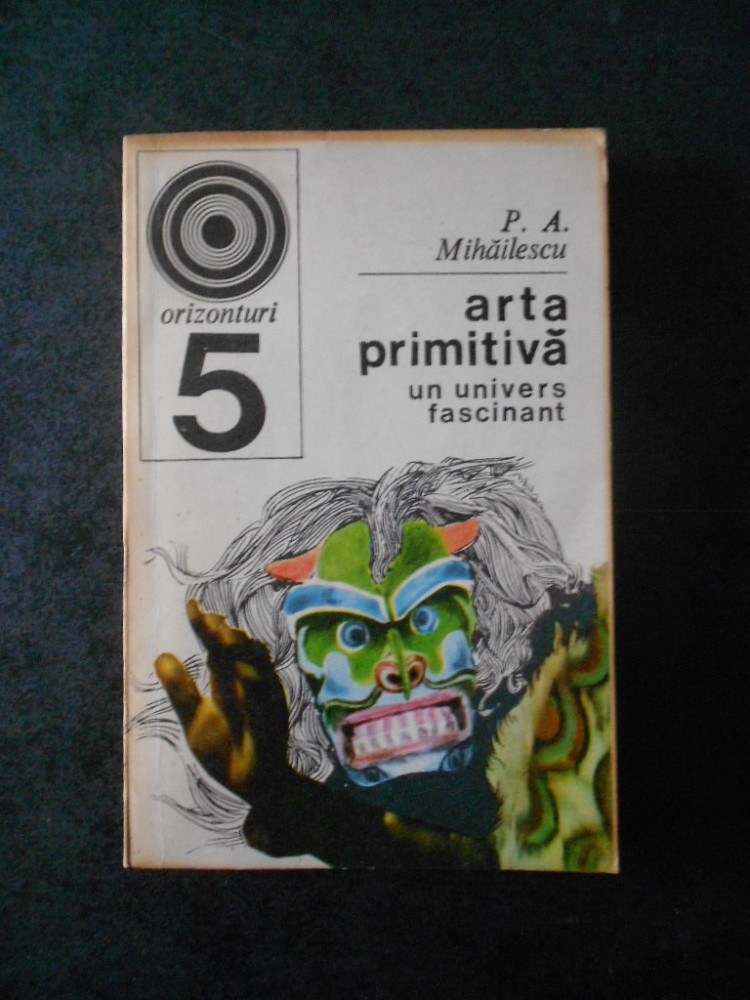 orizonturi
5
P. A.
Mihăilescu
arta
primitivă
un univers
fascinant